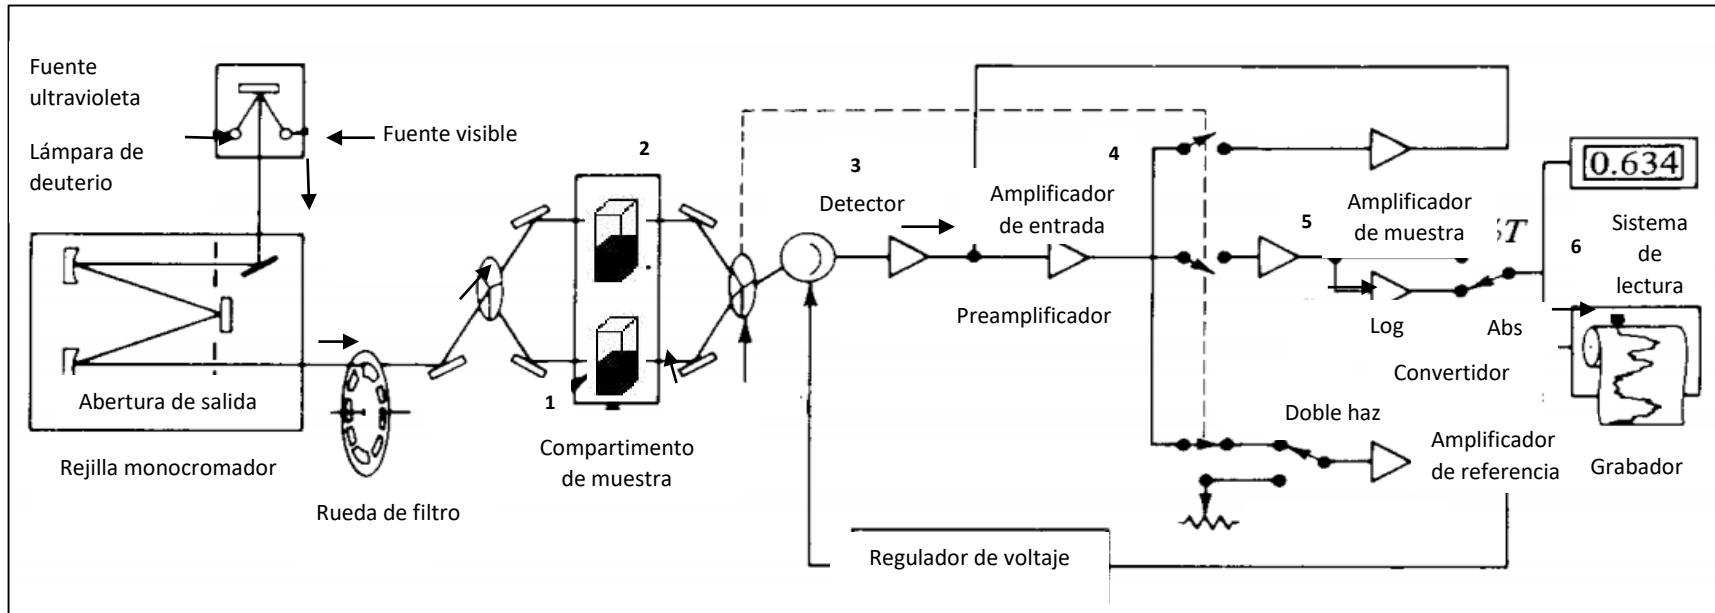 Fuente
ultravioleta
Lámpara de
deuterio
Fuente visible
Abertura de salida
Rejilla monocromador
Rueda de filtro
1
2
Compartimento
de muestra
3
Detector
4
Amplificador
de entrada
Preamplificador
5
Amplificador
de muestra
Log
Abs
Convertidor
Doble haz
Amplificador
de referencia
Regulador de voltaje
0.634
6
Sistema
de
lectura
Grabador